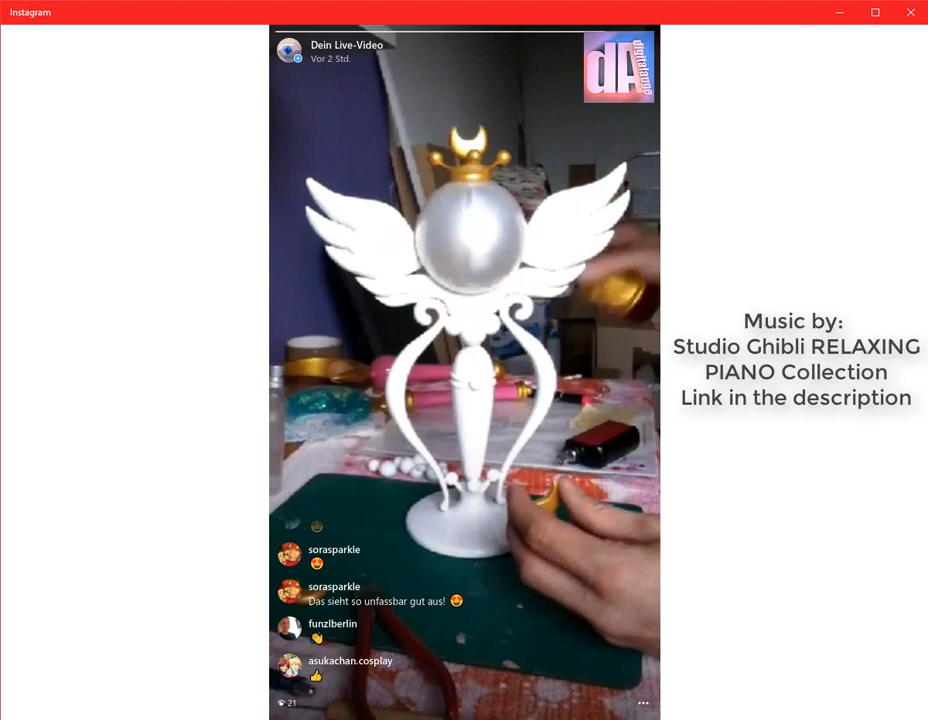 Instagram
Dein Live-Video
Vor 2 Std.
dA
digitalauge
Music by:
Studio Ghibli RELAXING
PIANO Collection
Link in the description
sorasparkle
sorasparkle
Das sieht so unfassbar gut aus!
funzlberlin
asukachan.cosplay
21